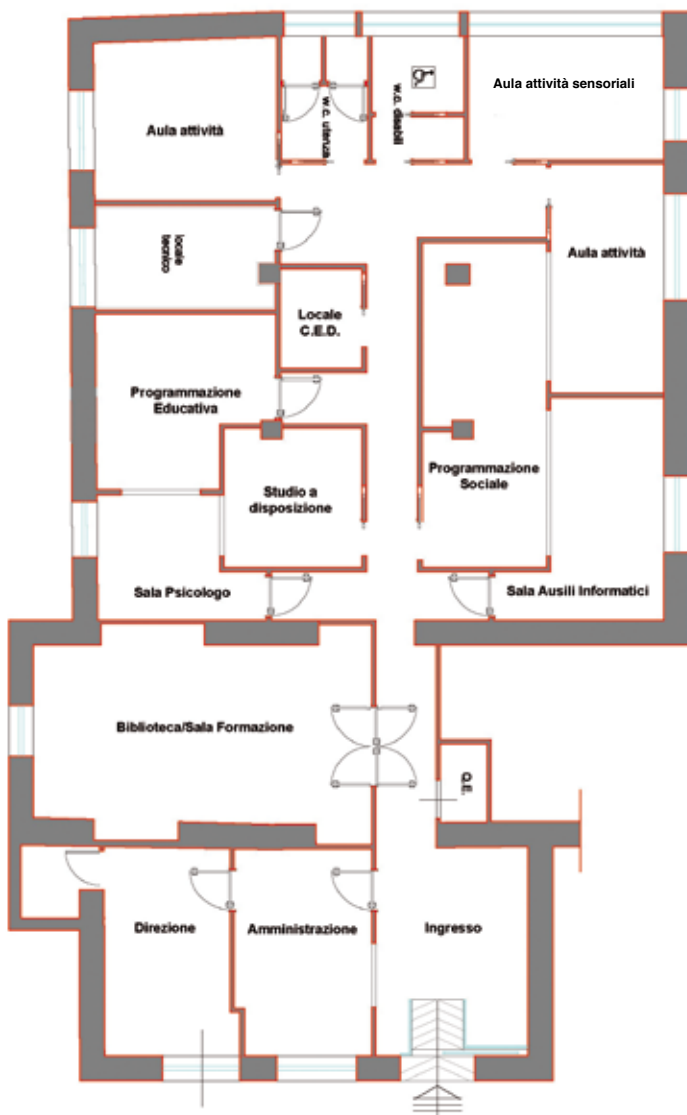 Aula attività
w.c. utenza
w.c. disabili
Aula attività sensoriali
locale
tecnico
Aula attività
Locale
C.E.D.
Programmazione
Educativa
Programmazione
Sociale
Studio a
disposizione
Sala Psicologo
Sala Ausili Informatici
Biblioteca/Sala Formazione
Q.E.
Direzione
Amministrazione
Ingresso